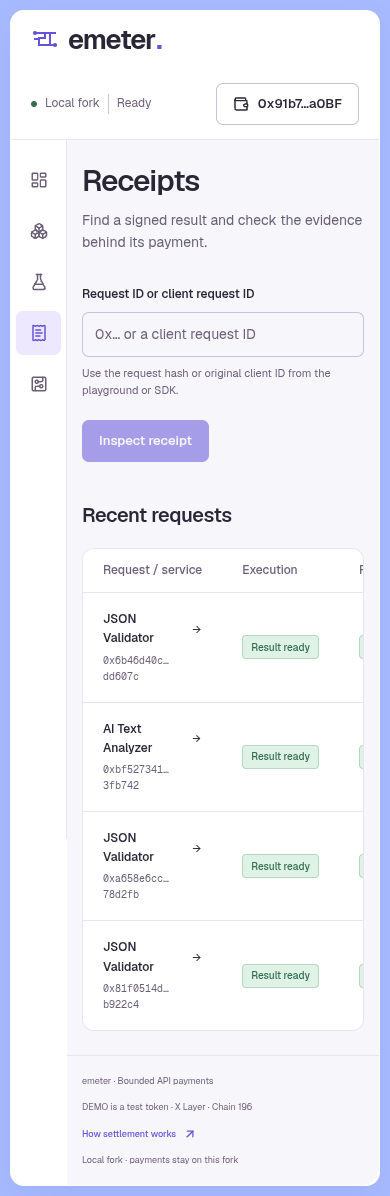 emeter.
Local fork
Ready
0x91b7…a0BF
Receipts
Find a signed result and check the evidence
behind its payment.
Request ID or client request ID
0x… or a client request ID
Use the request hash or original client ID from the
playground or SDK.
Inspect receipt
Recent requests
Request / service
Execution
JSON
Validator
→
0x6b46d40c…
dd607c
Result ready
AI Text
Analyzer
→
0xbf527341…
3fb742
Result ready
JSON
Validator
→
0xa658e6cc…
78d2fb
Result ready
JSON
Validator
→
0x81f0514d…
b922c4
Result ready
emeter · Bounded API payments
DEMO is a test token · X Layer · Chain 196
How settlement works ↗
Local fork · payments stay on this fork